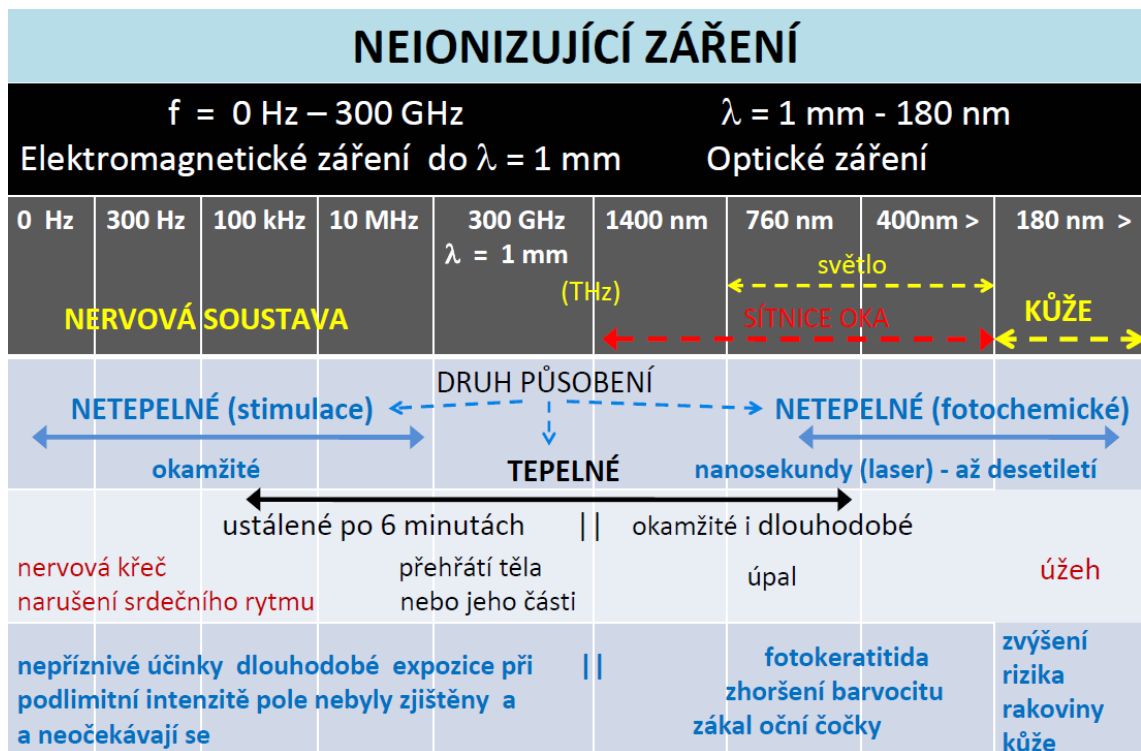 NEIONIZUJÍCÍ ZÁŘENÍ
f = 0 Hz – 300 GHz λ = 1 mm - 180 nm
Elektromagnetické záření do λ = 1 mm Optické záření
0 Hz 300 Hz 100 kHz 10 MHz 300 GHz 1400 nm 760 nm 400nm > 180 nm >
λ = 1 mm
světlo
(THz)
NERVOVÁ SOUSTAVA SÍTNICE OKA KŮŽE
DRUH PŮSOBENÍ
NETEPELNÉ (stimulace) NETEPELNÉ (fotochemické)
okamžité TEPELNÉ nanosekundy (laser) - až desetiletí
ustálené po 6 minutách || okamžité i dlouhodobé
nervová křeč přehřátí těla úpal úžeh
narušení srdečního rytmu nebo jeho části
nepříznivé účinky dlouhodobé expozice při || fotokeratitida zvýšení
podlimitní intenzitě pole nebyly zjištěny a zhoršení barvocitu rizika
a neočekávají se zákal oční čočky rakoviny
kůže